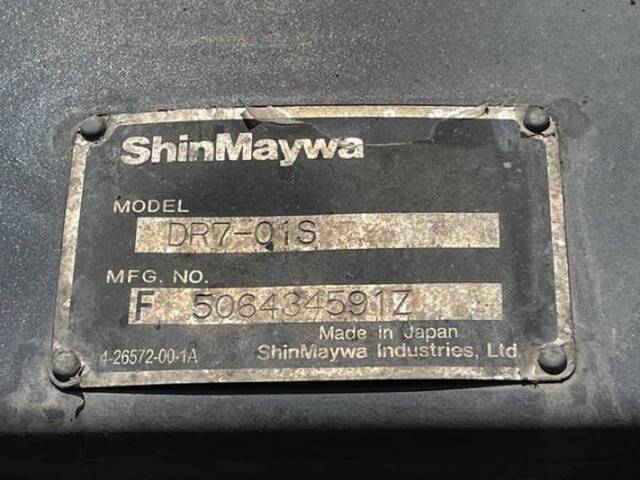 ShinMaywa
MODEL
DR7-01S
MFG. NO.
F 506434591Z
Made in Japan
4-26572-00-1A ShinMaywa Industries, Ltd.